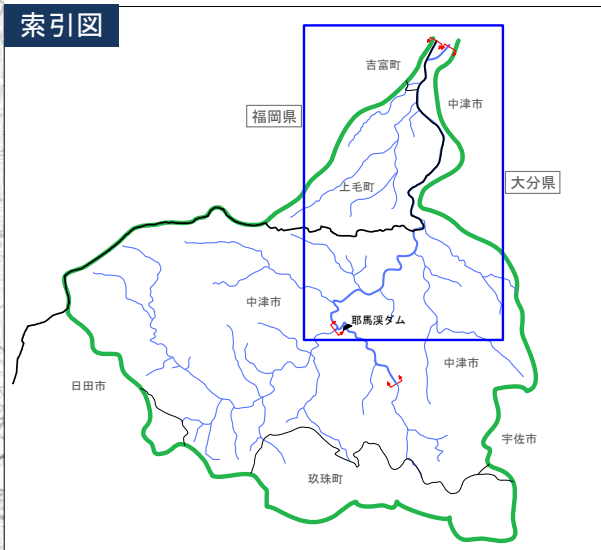 索引図
吉富町
中津市
福岡県
大分県
上毛町
中津市
耶馬渓ダム
中津市
日田市
宇佐市
玖珠町